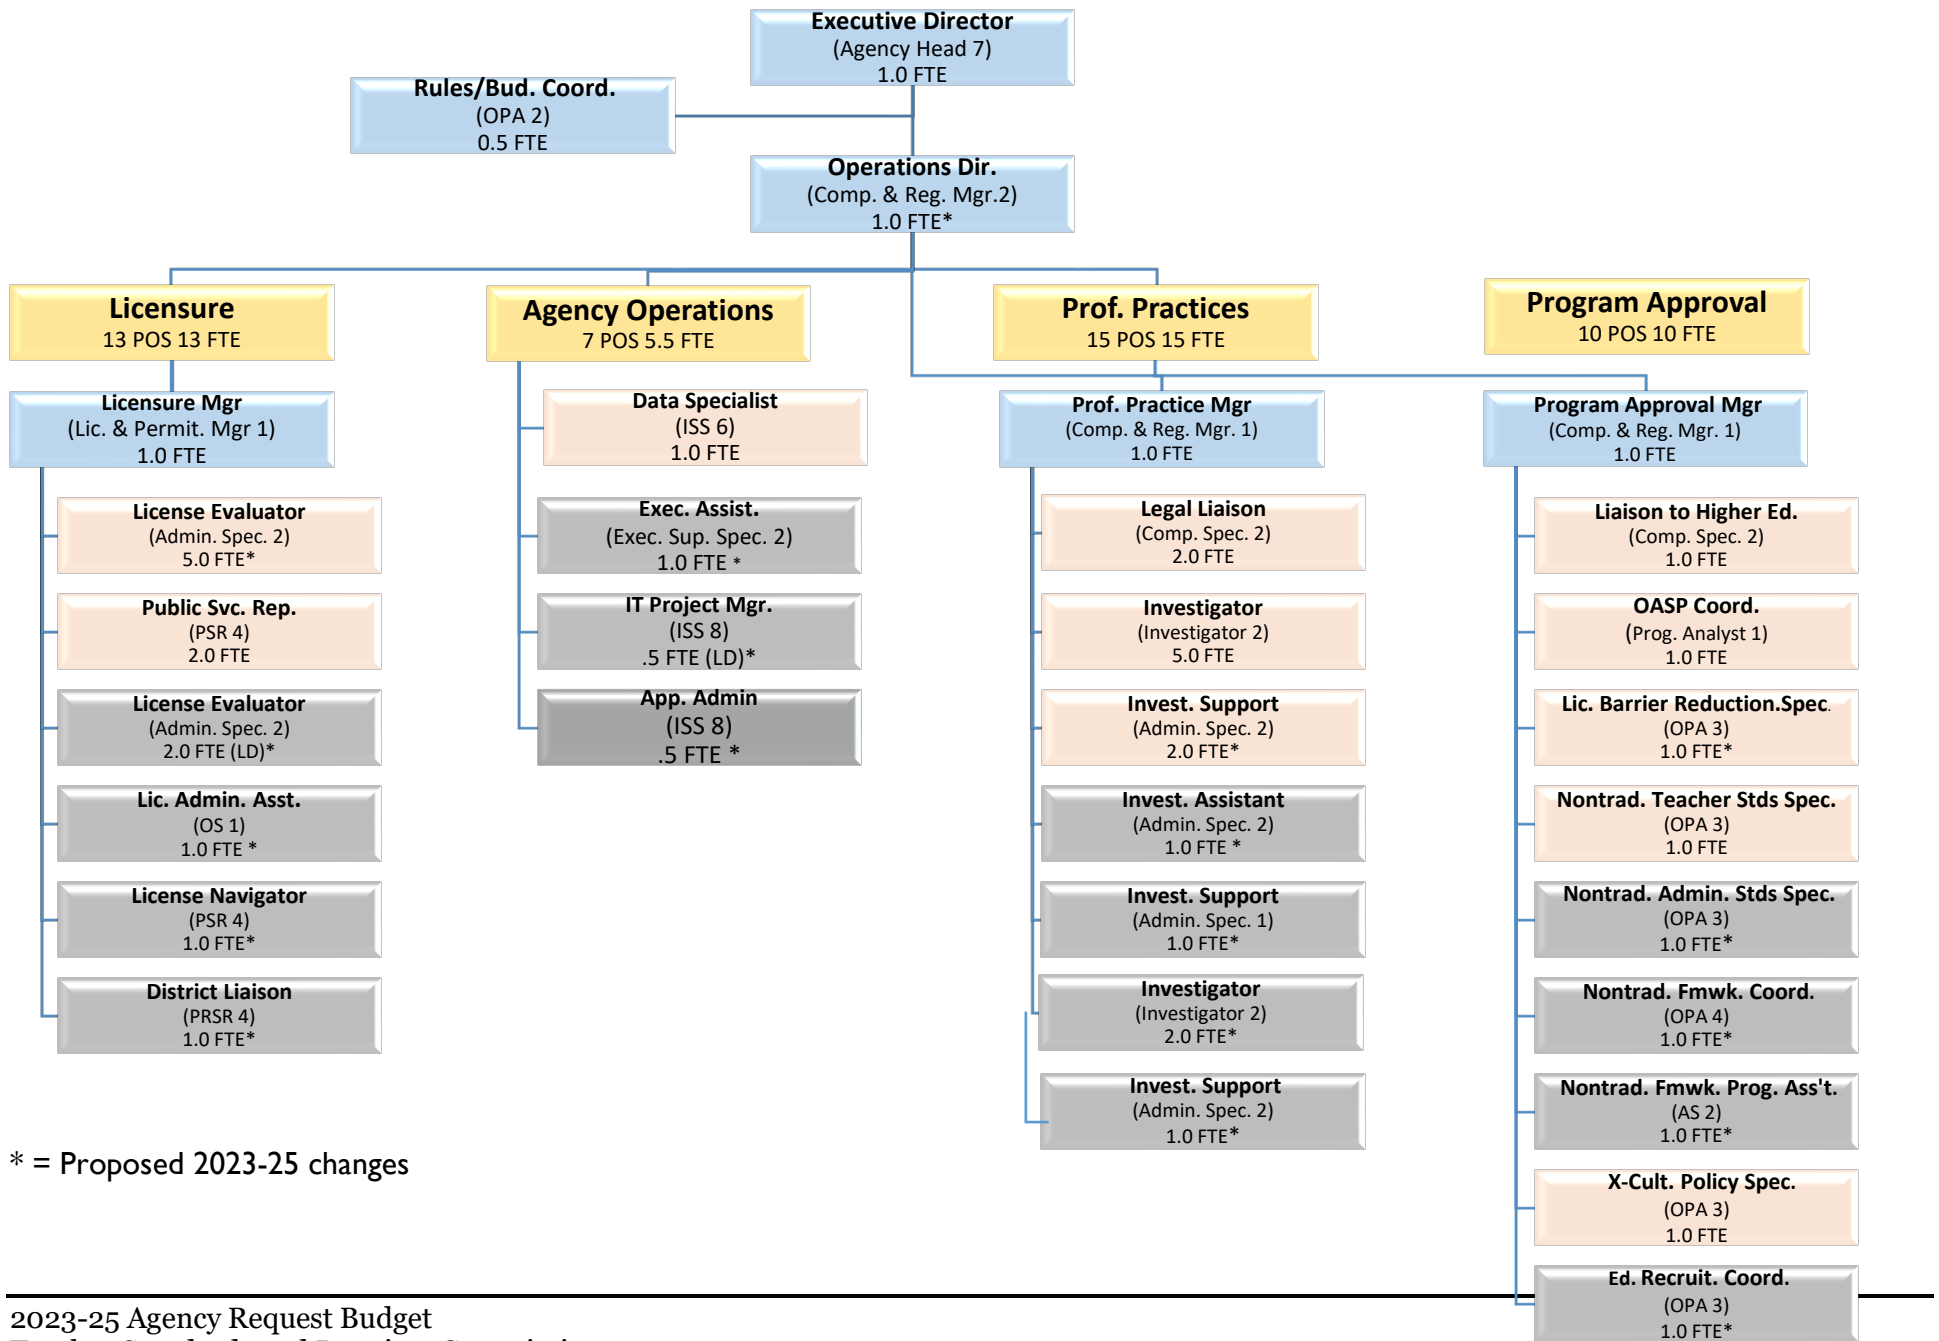 Executive Director
(Agency Head 7)
1.0 FTE
Rules/Bud. Coord.
(OPA 2)
0.5 FTE
Operations Dir.
(Comp. & Reg. Mgr.2)
1.0 FTE*
Licensure
13 POS 13 FTE
Agency Operations
7 POS 5.5 FTE
Prof. Practices
15 POS 15 FTE
Program Approval
10 POS 10 FTE
Licensure Mgr
(Lic. & Permit. Mgr 1)
1.0 FTE
License Evaluator
(Admin. Spec. 2)
5.0 FTE*
Public Svc. Rep.
(PSR 4)
2.0 FTE
License Evaluator
(Admin. Spec. 2)
2.0 FTE (LD)*
Lic. Admin. Asst.
(OS 1)
1.0 FTE *
License Navigator
(PSR 4)
1.0 FTE*
District Liaison
(PRSR 4)
1.0 FTE*
Data Specialist
(ISS 6)
1.0 FTE
Exec. Assist.
(Exec. Sup. Spec. 2)
1.0 FTE *
IT Project Mgr.
(ISS 8)
.5 FTE (LD)*
App. Admin
(ISS 8)
.5 FTE *
Prof. Practice Mgr
(Comp. & Reg. Mgr. 1)
1.0 FTE
Legal Liaison
(Comp. Spec. 2)
2.0 FTE
Investigator
(Investigator 2)
5.0 FTE
Invest. Support
(Admin. Spec. 2)
2.0 FTE*
Invest. Assistant
(Admin. Spec. 2)
1.0 FTE *
Invest. Support
(Admin. Spec. 1)
1.0 FTE*
Investigator
(Investigator 2)
2.0 FTE*
Invest. Support
(Admin. Spec. 2)
1.0 FTE*
Program Approval Mgr
(Comp. & Reg. Mgr. 1)
1.0 FTE
Liaison to Higher Ed.
(Comp. Spec. 2)
1.0 FTE
OASP Coord.
(Prog. Analyst 1)
1.0 FTE
Lic. Barrier Reduction.Spec.
(OPA 3)
1.0 FTE*
Nontrad. Teacher Stds Spec.
(OPA 3)
1.0 FTE
Nontrad. Admin. Stds Spec.
(OPA 3)
1.0 FTE*
Nontrad. Fmwk. Coord.
(OPA 4)
1.0 FTE*
Nontrad. Fmwk. Prog. Ass't.
(AS 2)
1.0 FTE*
X-Cult. Policy Spec.
(OPA 3)
1.0 FTE
Ed. Recruit. Coord.
(OPA 3)
1.0 FTE*
* = Proposed 2023-25 changes
2023-25 Agency Request Budget